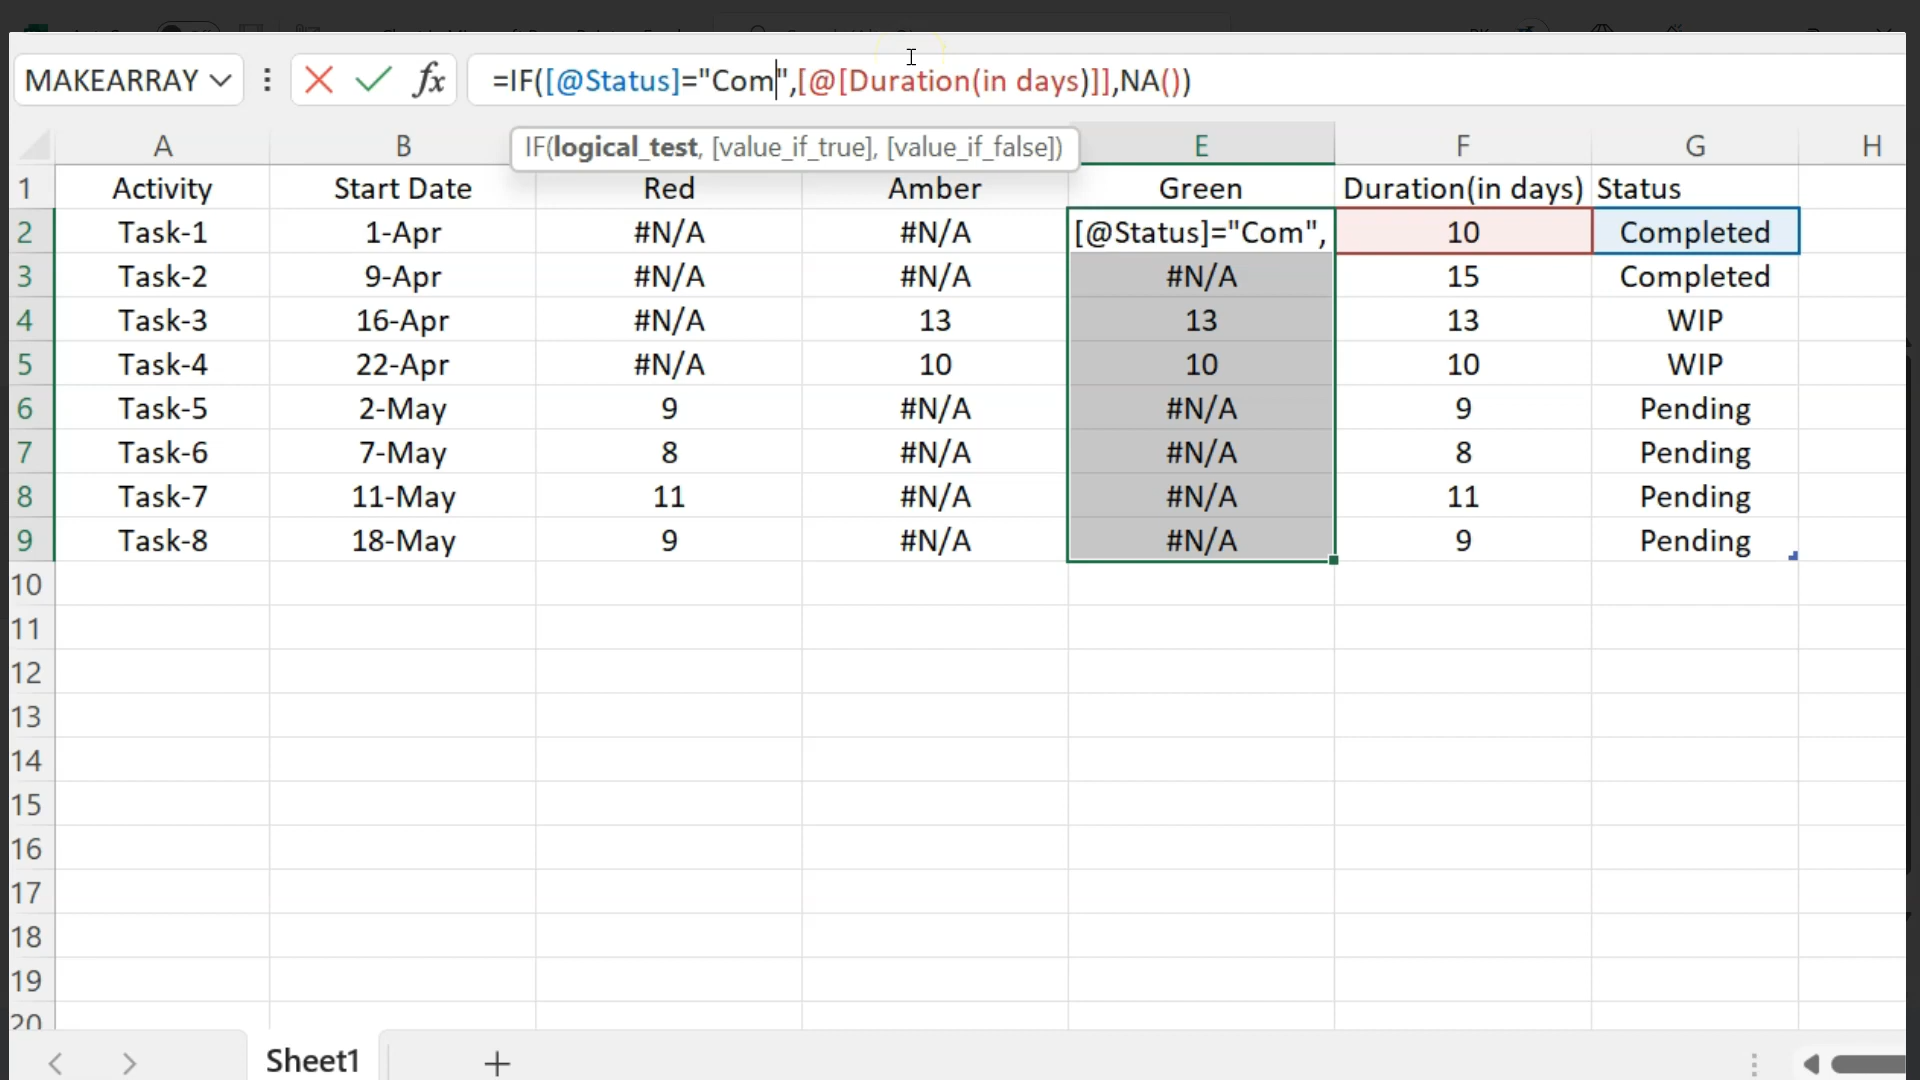 MAKEARRAY fx =IF([@Status]="Com",[@[Duration(in days)]],NA())
IF(logical_test, [value_if_true], [value_if_false])
A B E F G H
1 Activity Start Date Red Amber Green Duration(in days) Status
2 Task-1 1-Apr #N/A #N/A [@Status]="Com", 10 Completed
3 Task-2 9-Apr #N/A #N/A #N/A 15 Completed
4 Task-3 16-Apr #N/A 13 13 13 WIP
5 Task-4 22-Apr #N/A 10 10 10 WIP
6 Task-5 2-May 9 #N/A #N/A 9 Pending
7 Task-6 7-May 8 #N/A #N/A 8 Pending
8 Task-7 11-May 11 #N/A #N/A 11 Pending
9 Task-8 18-May 9 #N/A #N/A 9 Pending
10
11
12
13
14
15
16
17
18
19
20
Sheet1